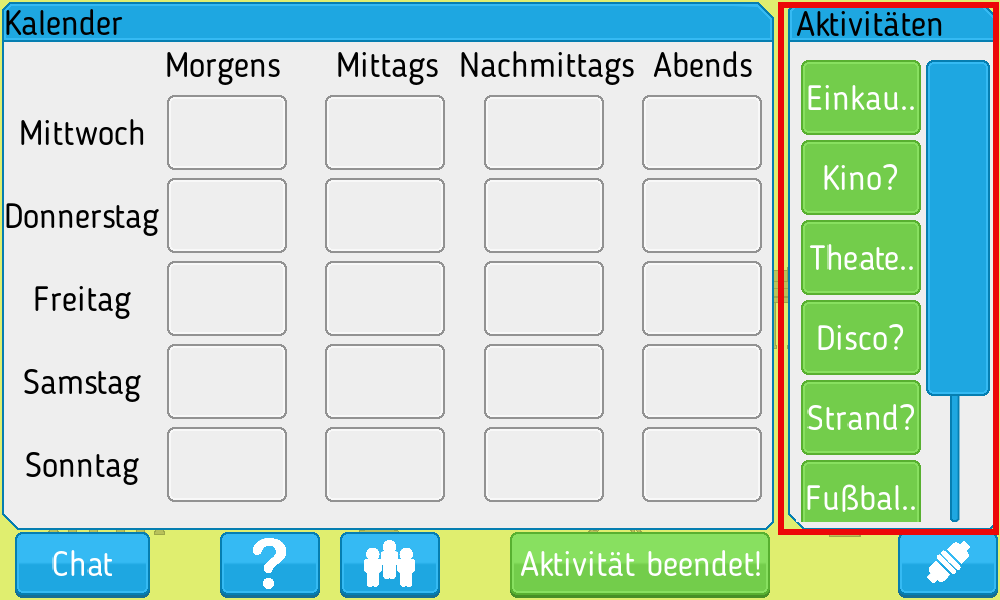 Kalender
Aktivitäten
Morgens Mittags Nachmittags Abends
Mittwoch
Donnerstag
Freitag
Samstag
Sonntag
Einkau..
Kino?
Theate..
Disco?
Strand?
Fußbal..
Chat
?
Aktivität beendet!